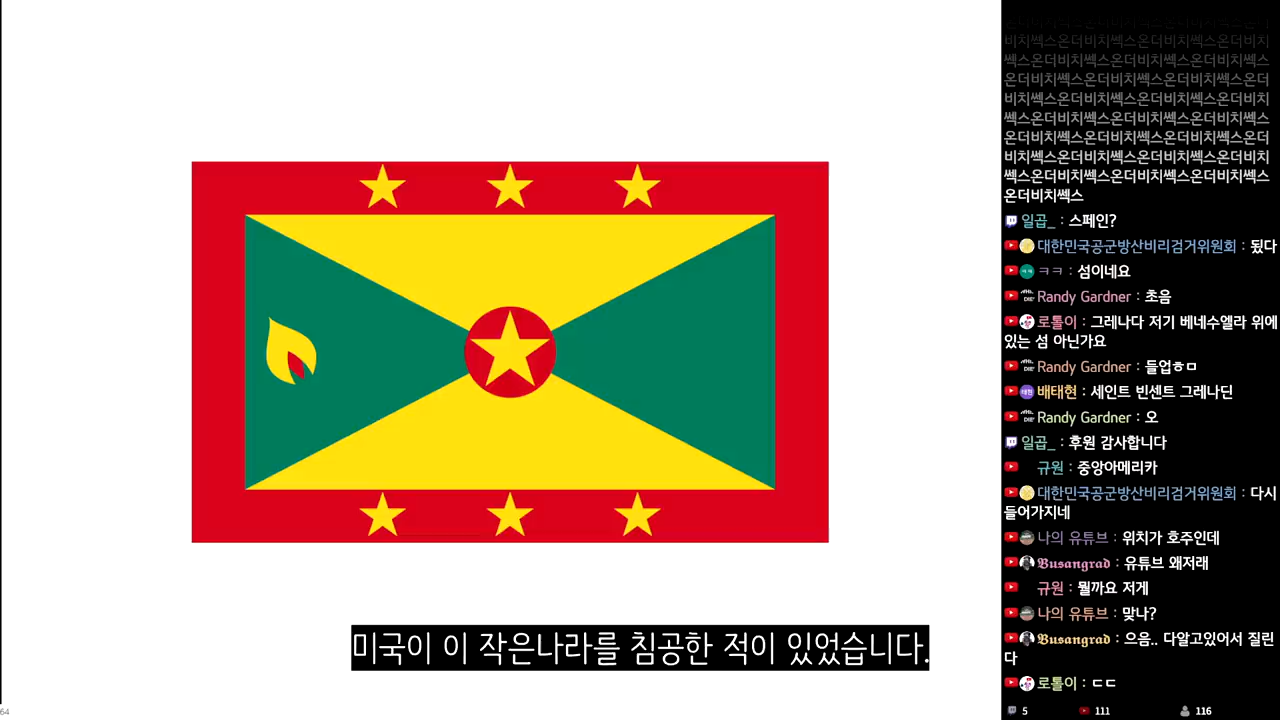 비치쎅스온더비치쎅스온더비치쎅스온더
쎅스온더비치쎅스온더비치쎅스온더비치쎅스
온더비치쎅스온더비치쎅스온더비치쎅스온더
비치쎅스온더비치쎅스온더비치쎅스온더비치
쎅스온더비치쎅스온더비치쎅스온더비치쎅스
온더비치쎅스온더비치쎅스온더비치쎅스온더
비치쎅스온더비치쎅스온더비치쎅스온더비치
쎅스온더비치쎅스온더비치쎅스온더비치쎅스
온더비치쎅스
일곱_ : 스페인?
대한민국공군방산비리검거위원회 : 됬다
ㅋㅋ : 섬이네요
Randy Gardner : 초음
로톨이 : 그레나다 저기 베네수엘라 위에
있는 섬 아닌가요
Randy Gardner : 들업ㅎㅁ
배태현 : 세인트 빈센트 그레나딘
Randy Gardner : 오
일곱_ : 후원 감사합니다
규원 : 중앙아메리카
대한민국공군방산비리검거위원회 : 다시
들어가지네
나의 유튜브 : 위치가 호주인데
Busangrad : 유튜브 왜저래
규원 : 뭘까요 저게
나의 유튜브 : 맞나?
Busangrad : 으음.. 다알고있어서 질린
다
로톨이 : ㄷㄷ
미국이 이 작은나라를 침공한 적이 있었습니다.
64
5 111 116